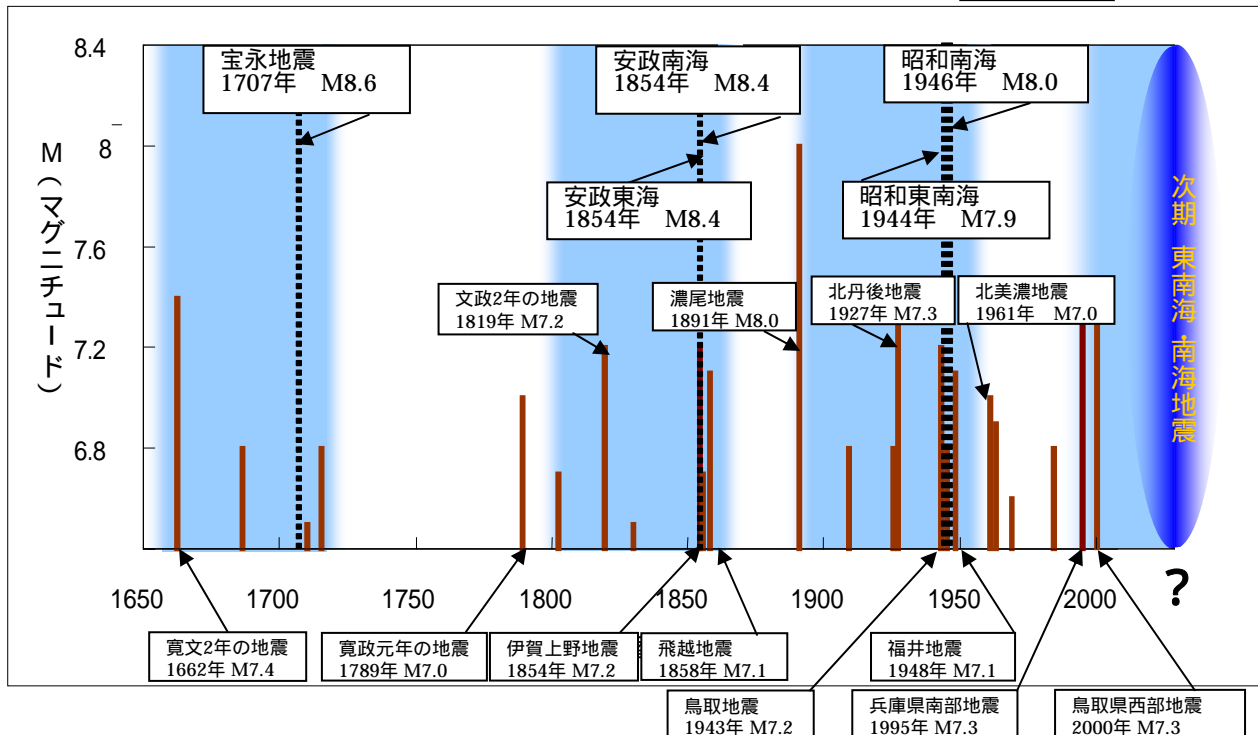 8.4
8
7.6
7.2
6.8
M（マグニチュード）
宝永地震
1707年　M8.6
安政南海
1854年　M8.4
昭和南海
1946年　M8.0
安政東海
1854年　M8.4
昭和東南海
1944年　M7.9
文政2年の地震
1819年 M7.2
濃尾地震
1891年 M8.0
北丹後地震
1927年 M7.3
北美濃地震
1961年　M7.0
次期 東南海・南海地震
?
1650 1700 1750 1800 1850 1900 1950 2000
寛文2年の地震
1662年 M7.4
寛政元年の地震
1789年 M7.0
伊賀上野地震
1854年 M7.2
飛越地震
1858年 M7.1
福井地震
1948年 M7.1
鳥取地震
1943年 M7.2
兵庫県南部地震
1995年 M7.3
鳥取県西部地震
2000年 M7.3